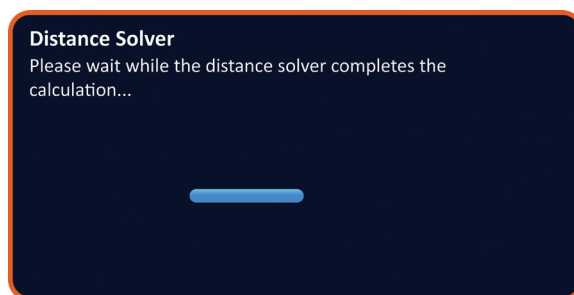 Distance Solver
Please wait while the distance solver completes the
calculation...